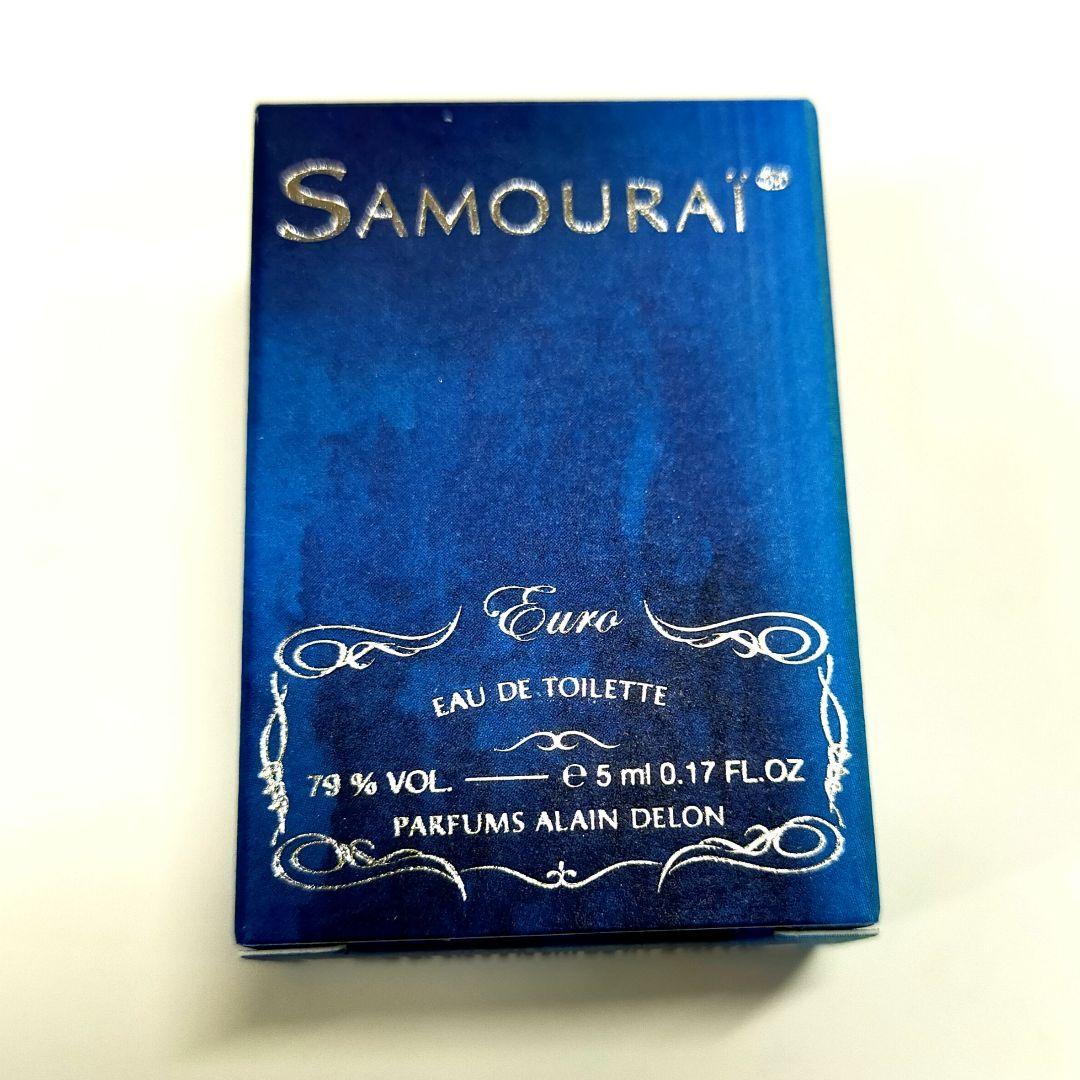 SAMOURAÏ®
Euro
EAU DE TOILETTE
79 % VOL. —— ℮ 5 ml 0.17 FL.OZ
PARFUMS ALAIN DELON